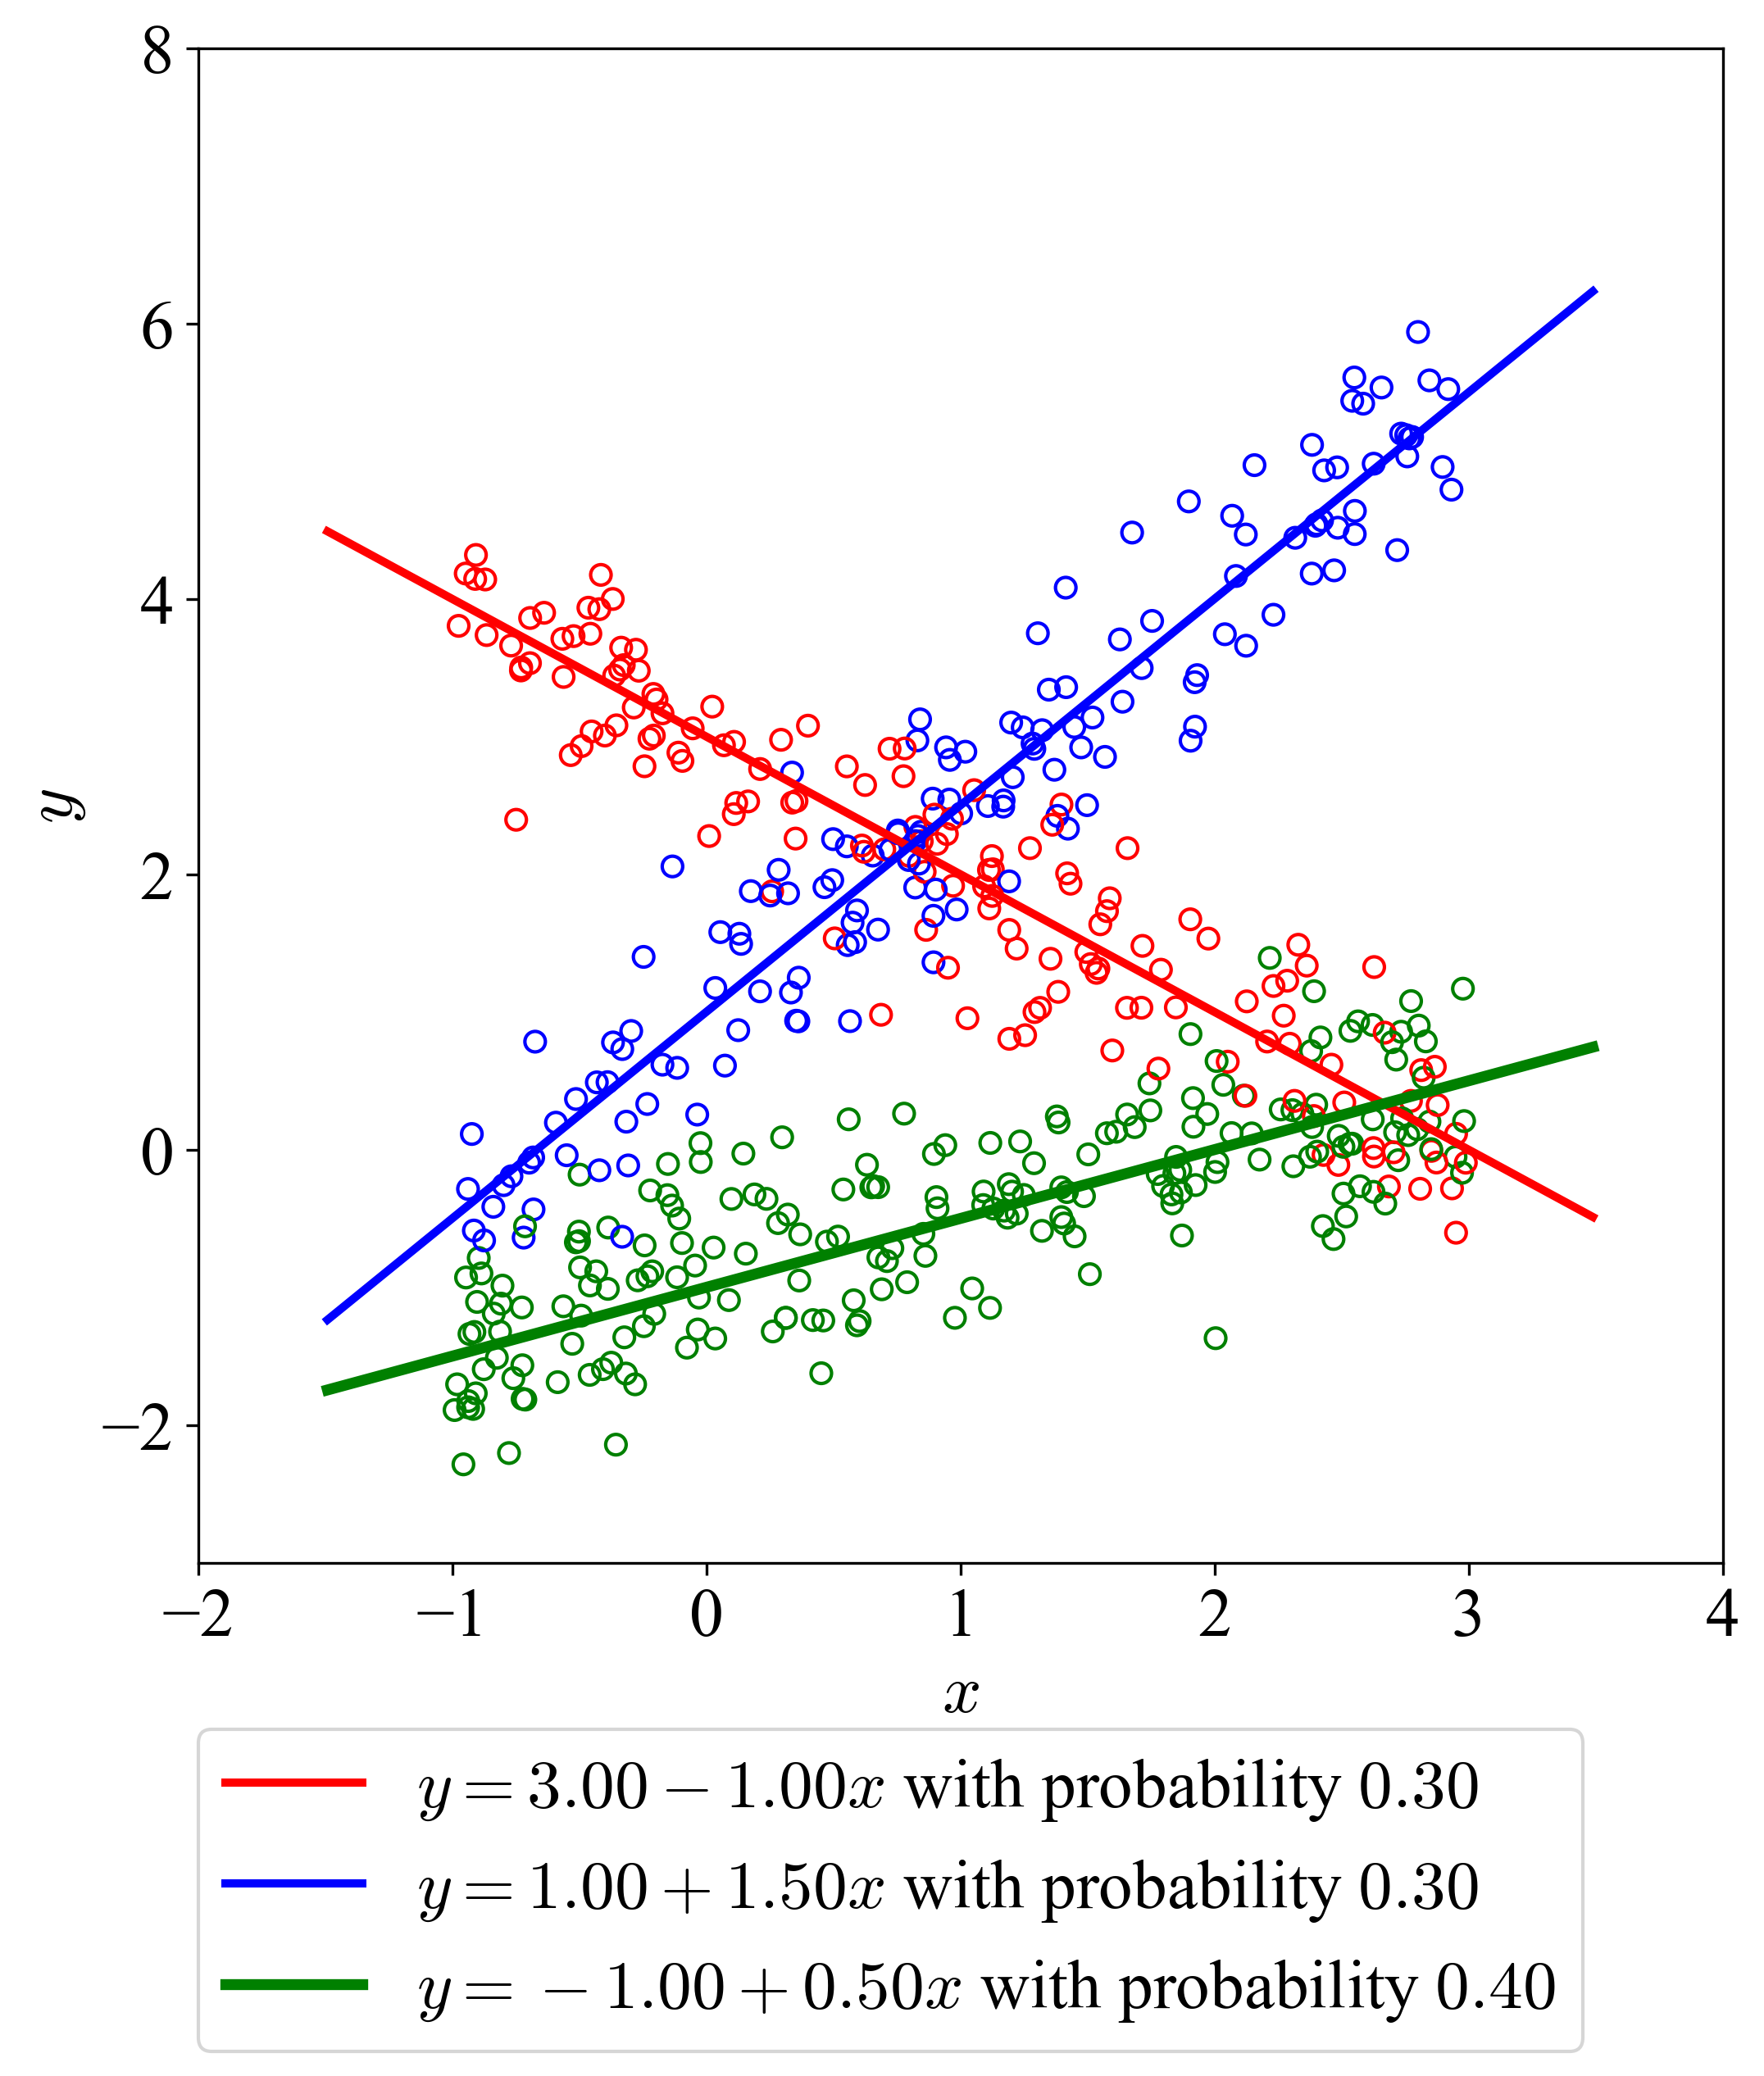 8
6
4
2
0
−2
y
−2 −1 0 1 2 3 4
x
y = 3.00 − 1.00x with probability 0.30
y = 1.00 + 1.50x with probability 0.30
y = − 1.00 + 0.50x with probability 0.40